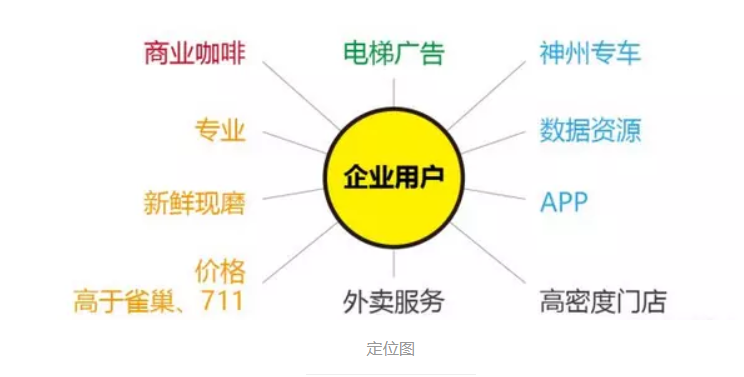 商业咖啡
电梯广告
神州专车
专业
数据资源
企业用户
新鲜现磨
APP
价格
高于雀巢、711
外卖服务
高密度门店
定位图